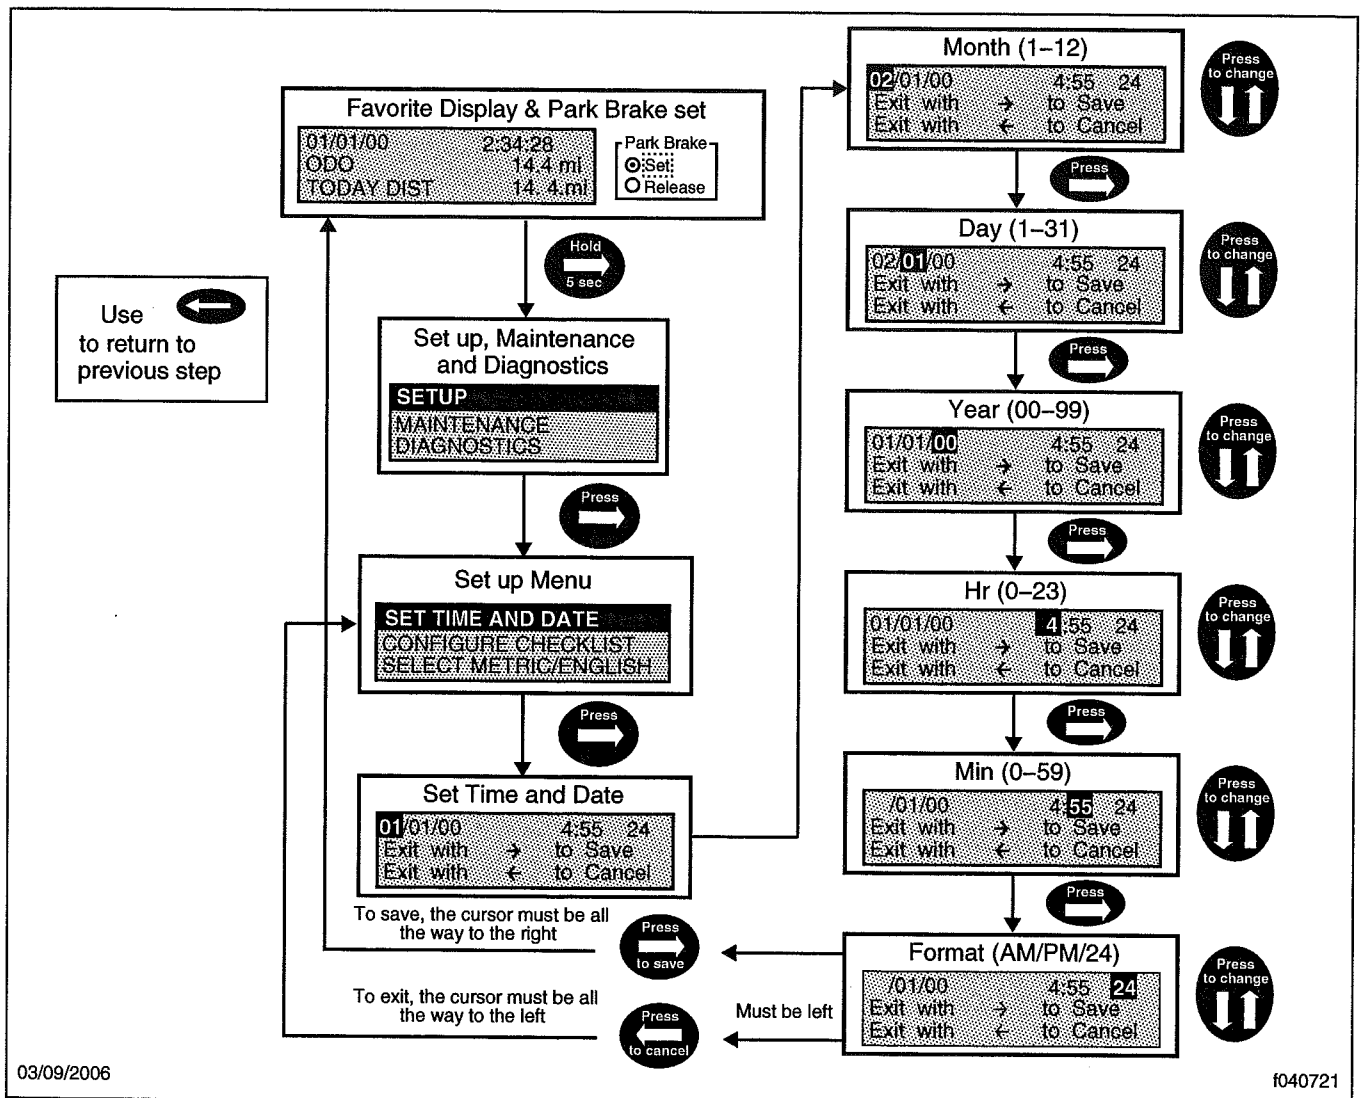 Favorite Display & Park Brake set
01/01/00 2:34:28
ODO 14.4 mi
TODAY DIST 14. 4.mi
Park Brake
Set
Release
Hold
5 sec
Use
to return to
previous step
Set up, Maintenance
and Diagnostics
SETUP
MAINTENANCE
DIAGNOSTICS
Press
Set up Menu
SET TIME AND DATE
CONFIGURE CHECKLIST
SELECT METRIC/ENGLISH
Press
Set Time and Date
01/01/00 4:55 24
Exit with → to Save
Exit with ← to Cancel
Month (1–12)
02/01/00 4:55 24
Exit with → to Save
Exit with ← to Cancel
Press
to change
Press
Day (1–31)
02/01/00 4:55 24
Exit with → to Save
Exit with ← to Cancel
Press
to change
Press
Year (00–99)
01/01/00 4:55 24
Exit with → to Save
Exit with ← to Cancel
Press
to change
Press
Hr (0–23)
01/01/00 4:55 24
Exit with → to Save
Exit with ← to Cancel
Press
to change
Press
Min (0–59)
/01/00 4:55 24
Exit with → to Save
Exit with ← to Cancel
Press
to change
Press
Format (AM/PM/24)
/01/00 4:55 24
Exit with → to Save
Exit with ← to Cancel
Press
to change
To save, the cursor must be all
the way to the right
Press
to save
To exit, the cursor must be all
the way to the left
Press
to cancel
Must be left
03/09/2006
f040721